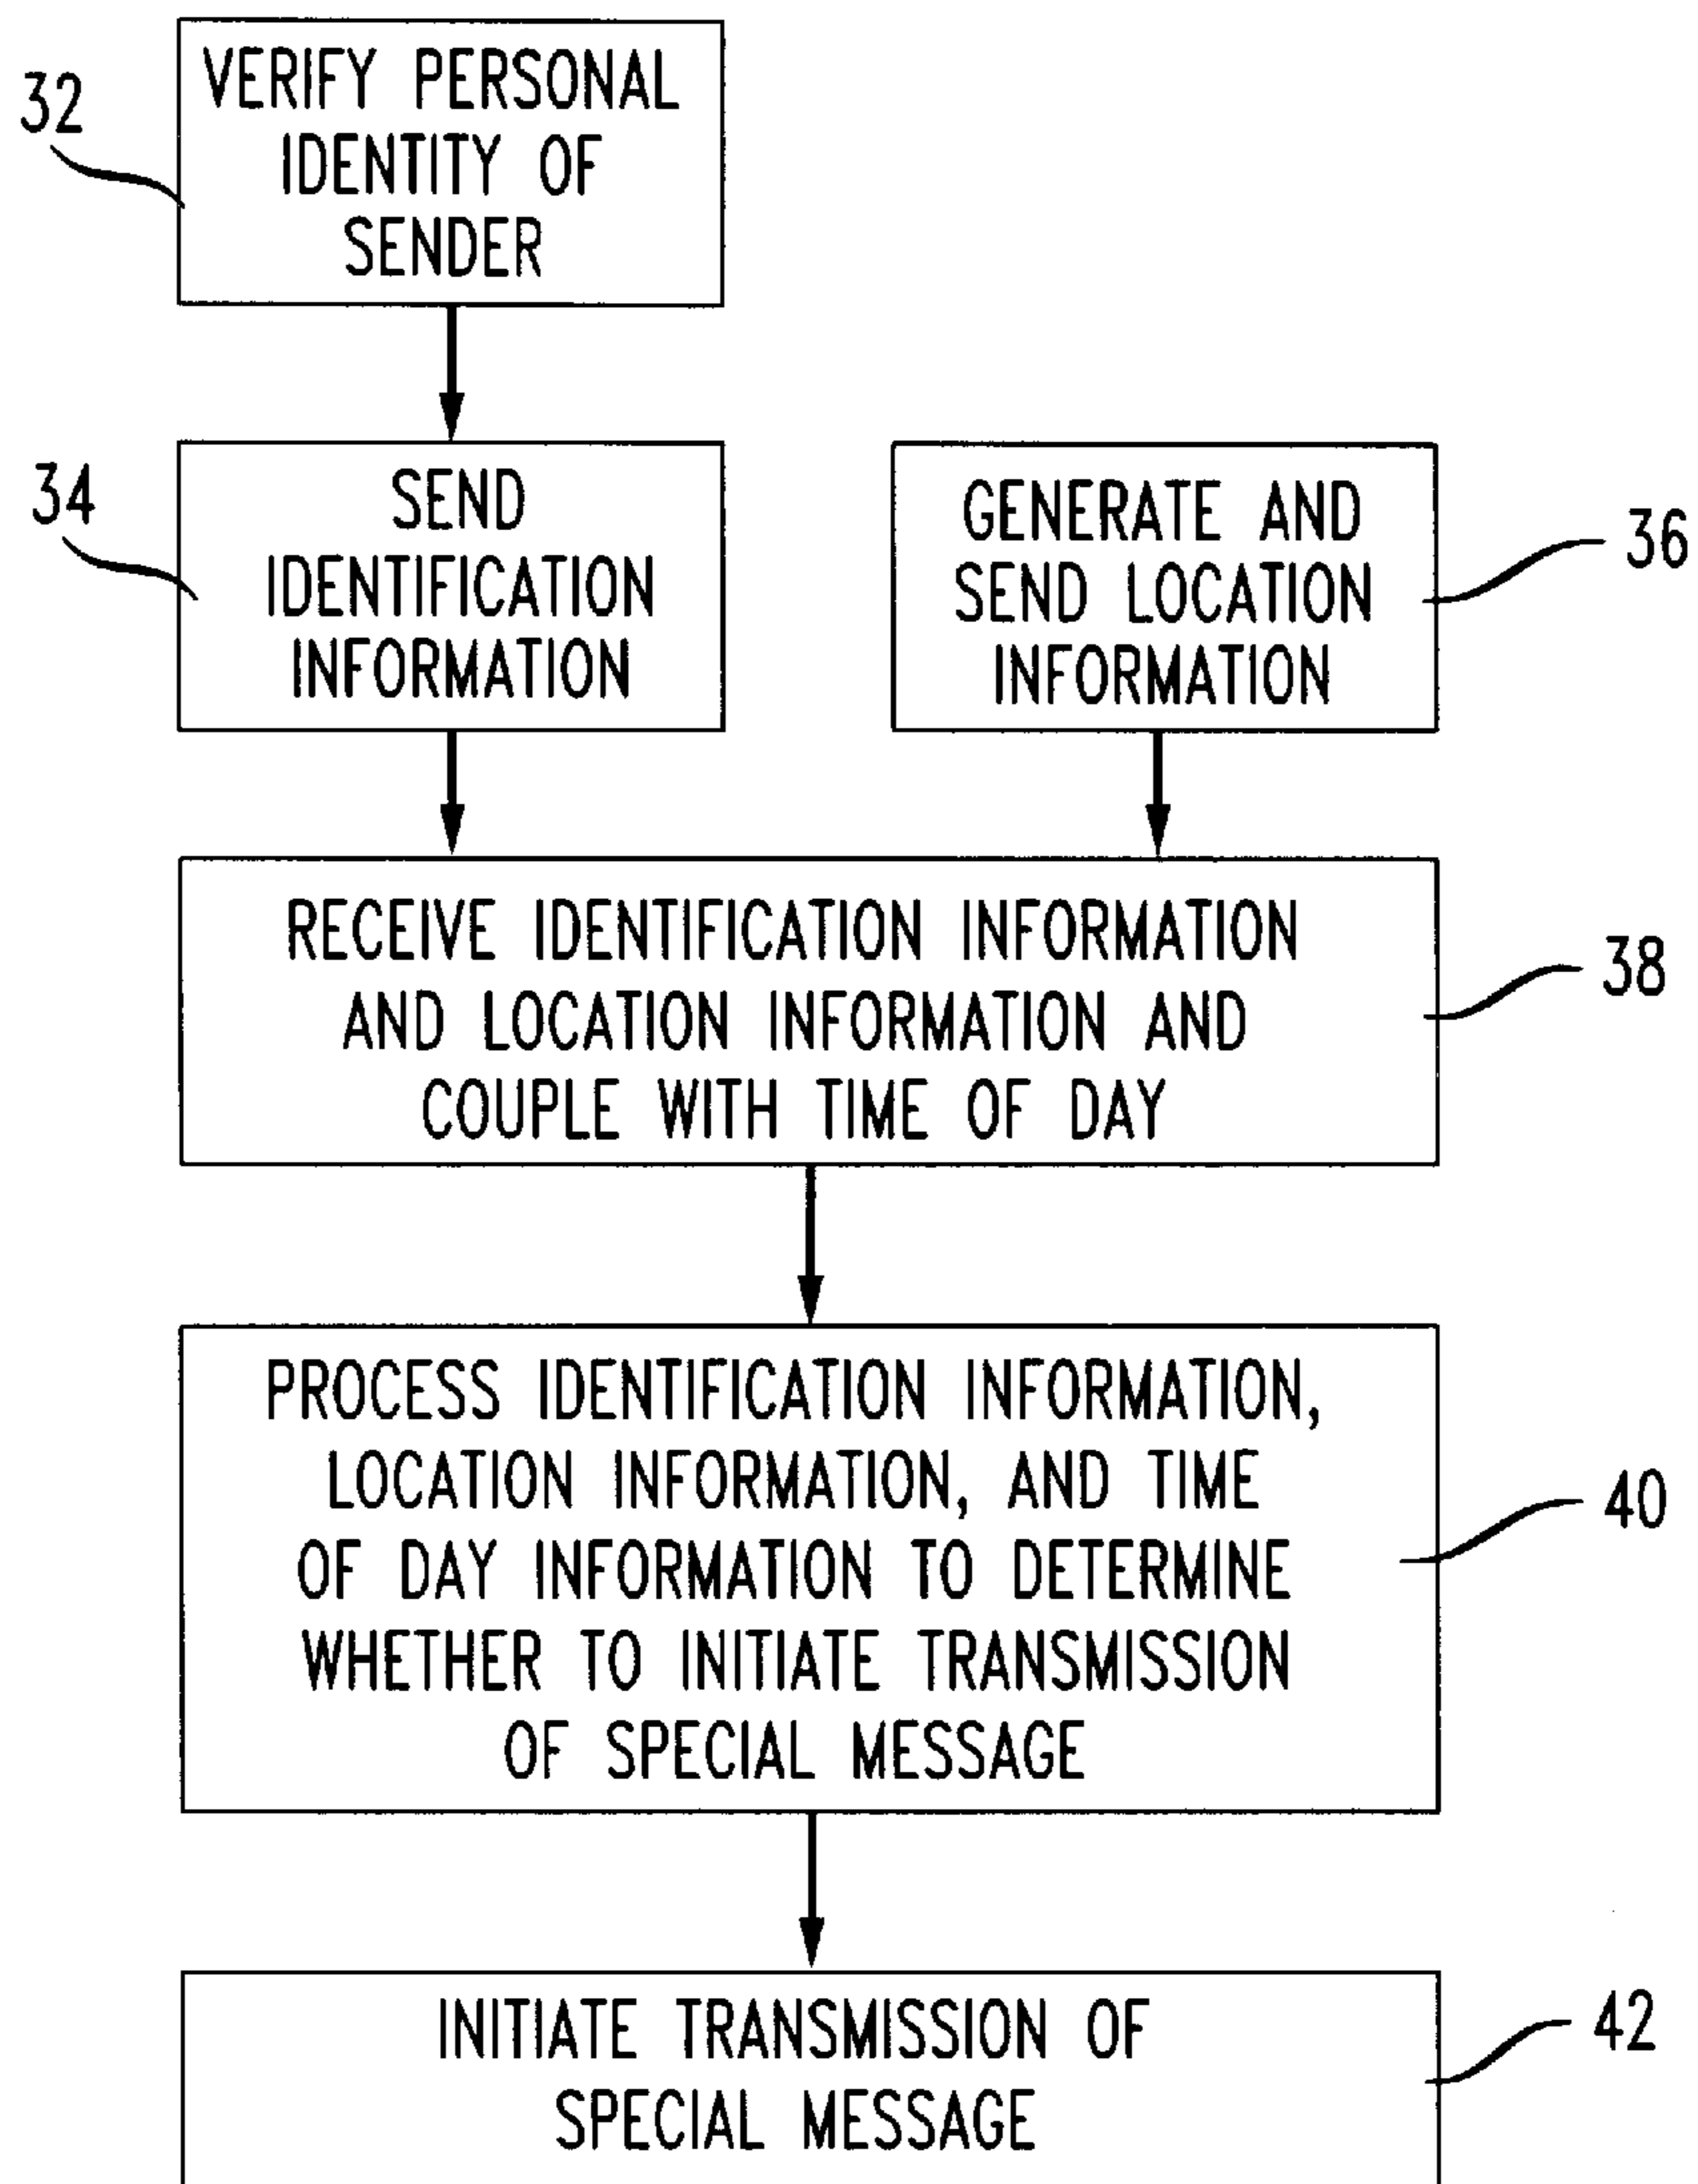 32
VERIFY PERSONAL
IDENTITY OF
SENDER
34
SEND
IDENTIFICATION
INFORMATION
GENERATE AND
SEND LOCATION
INFORMATION
36
RECEIVE IDENTIFICATION INFORMATION
AND LOCATION INFORMATION AND
COUPLE WITH TIME OF DAY
38
PROCESS IDENTIFICATION INFORMATION,
LOCATION INFORMATION, AND TIME
OF DAY INFORMATION TO DETERMINE
WHETHER TO INITIATE TRANSMISSION
OF SPECIAL MESSAGE
40
INITIATE TRANSMISSION OF
SPECIAL MESSAGE
42